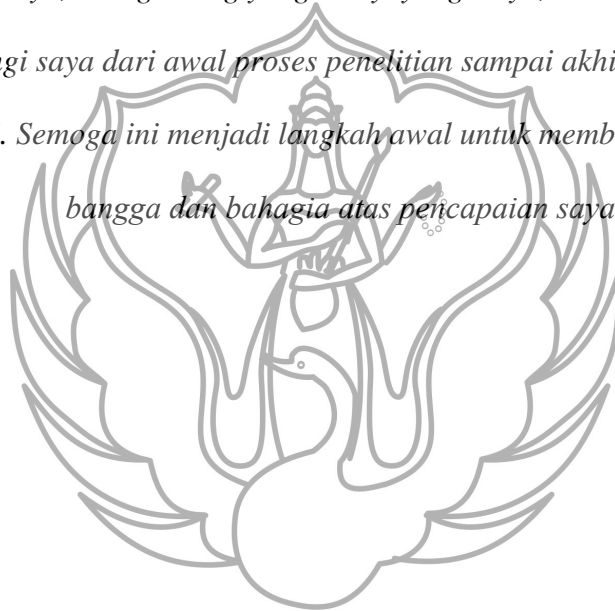 gi saya dari awal proses penelitian sampai akhi
. Semoga ini menjadi langkah awal untuk memb
bangga dan bahagia atas pencapaian saya